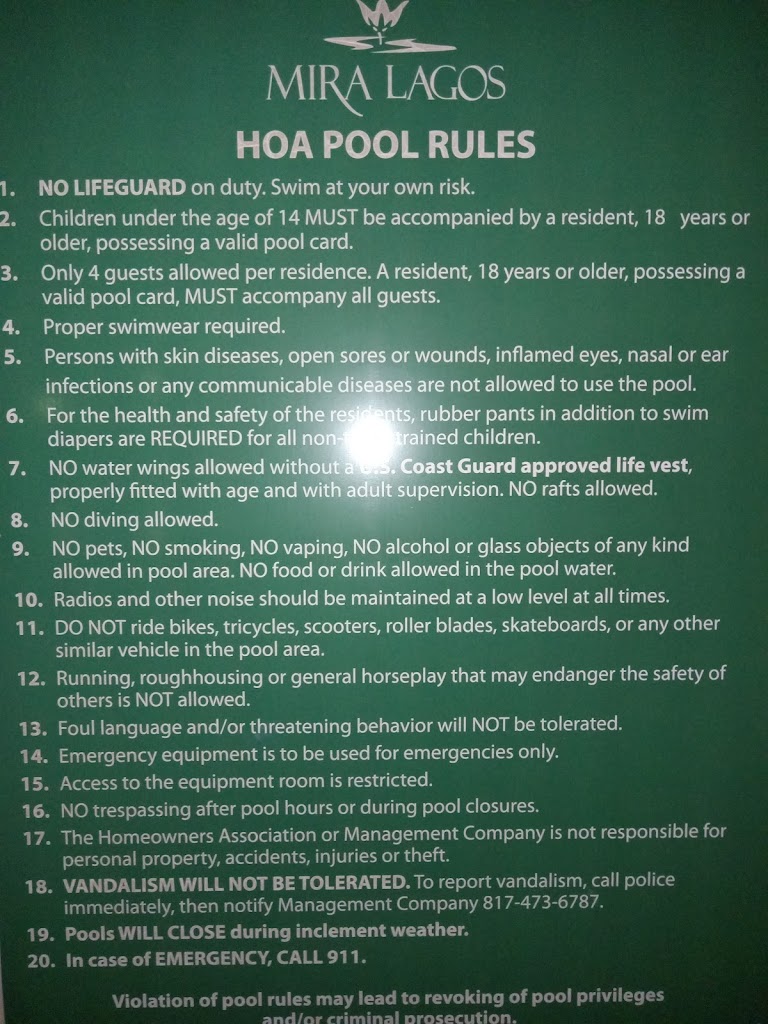 MIRA LAGOS
HOA POOL RULES
1. NO LIFEGUARD on duty. Swim at your own risk.
2. Children under the age of 14 MUST be accompanied by a resident, 18 years or
older, possessing a valid pool card.
3. Only 4 guests allowed per residence. A resident, 18 years or older, possessing a
valid pool card, MUST accompany all guests.
4. Proper swimwear required.
5. Persons with skin diseases, open sores or wounds, inflamed eyes, nasal or ear
infections or any communicable diseases are not allowed to use the pool.
6. For the health and safety of the residents, rubber pants in addition to swim
diapers are REQUIRED for all non- trained children.
7. NO water wings allowed without a U.S. Coast Guard approved life vest,
properly fitted with age and with adult supervision. NO rafts allowed.
8. NO diving allowed.
9. NO pets, NO smoking, NO vaping, NO alcohol or glass objects of any kind
allowed in pool area. NO food or drink allowed in the pool water.
10. Radios and other noise should be maintained at a low level at all times.
11. DO NOT ride bikes, tricycles, scooters, roller blades, skateboards, or any other
similar vehicle in the pool area.
12. Running, roughhousing or general horseplay that may endanger the safety of
others is NOT allowed.
13. Foul language and/or threatening behavior will NOT be tolerated.
14. Emergency equipment is to be used for emergencies only.
15. Access to the equipment room is restricted.
16. NO trespassing after pool hours or during pool closures.
17. The Homeowners Association or Management Company is not responsible for
personal property, accidents, injuries or theft.
18. VANDALISM WILL NOT BE TOLERATED. To report vandalism, call police
immediately, then notify Management Company 817-473-6787.
19. Pools WILL CLOSE during inclement weather.
20. In case of EMERGENCY, CALL 911.
Violation of pool rules may lead to revoking of pool privileges
and/or criminal prosecution.